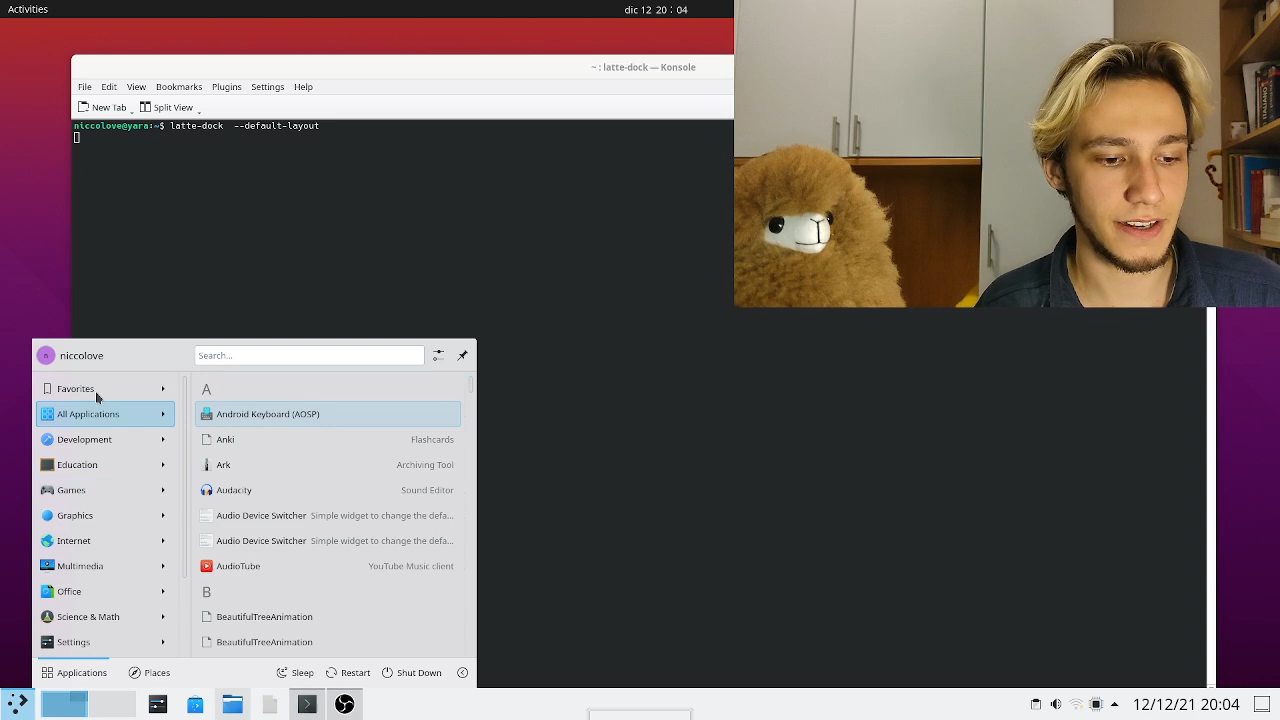 Activities
dic 12 20:04
~ : latte-dock — Konsole
File Edit View Bookmarks Plugins Settings Help
New Tab Split View
niccolove@yara:~$ latte-dock --default-layout
n niccolove Search...
Favorites
All Applications
Development
Education
Games
Graphics
Internet
Multimedia
Office
Science & Math
Settings
A
Android Keyboard (AOSP)
Anki Flashcards
Ark Archiving Tool
Audacity Sound Editor
Audio Device Switcher Simple widget to change the defa...
Audio Device Switcher Simple widget to change the defa...
AudioTube YouTube Music client
B
BeautifulTreeAnimation
BeautifulTreeAnimation
Applications Places Sleep Restart Shut Down
12/12/21 20:04